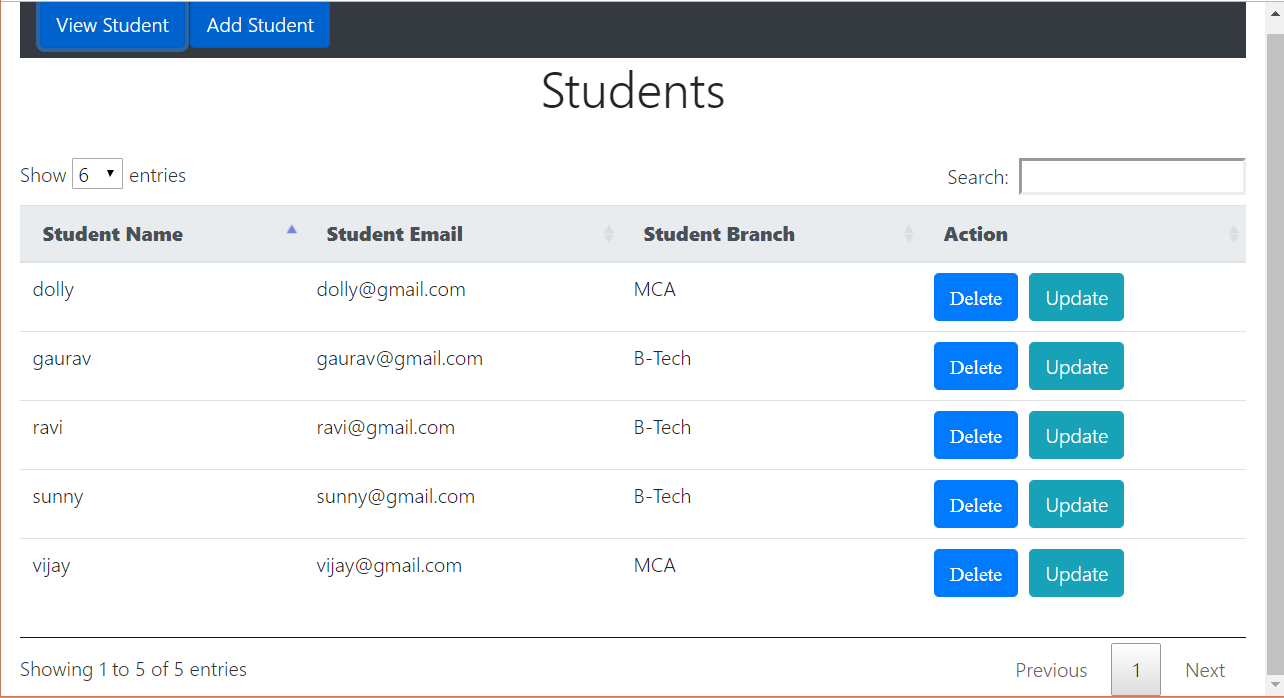 View Student Add Student
Students
Show 6 entries Search:
Student Name Student Email Student Branch Action
dolly dolly@gmail.com MCA Delete Update
gaurav gaurav@gmail.com B-Tech Delete Update
ravi ravi@gmail.com B-Tech Delete Update
sunny sunny@gmail.com B-Tech Delete Update
vijay vijay@gmail.com MCA Delete Update
Showing 1 to 5 of 5 entries Previous 1 Next